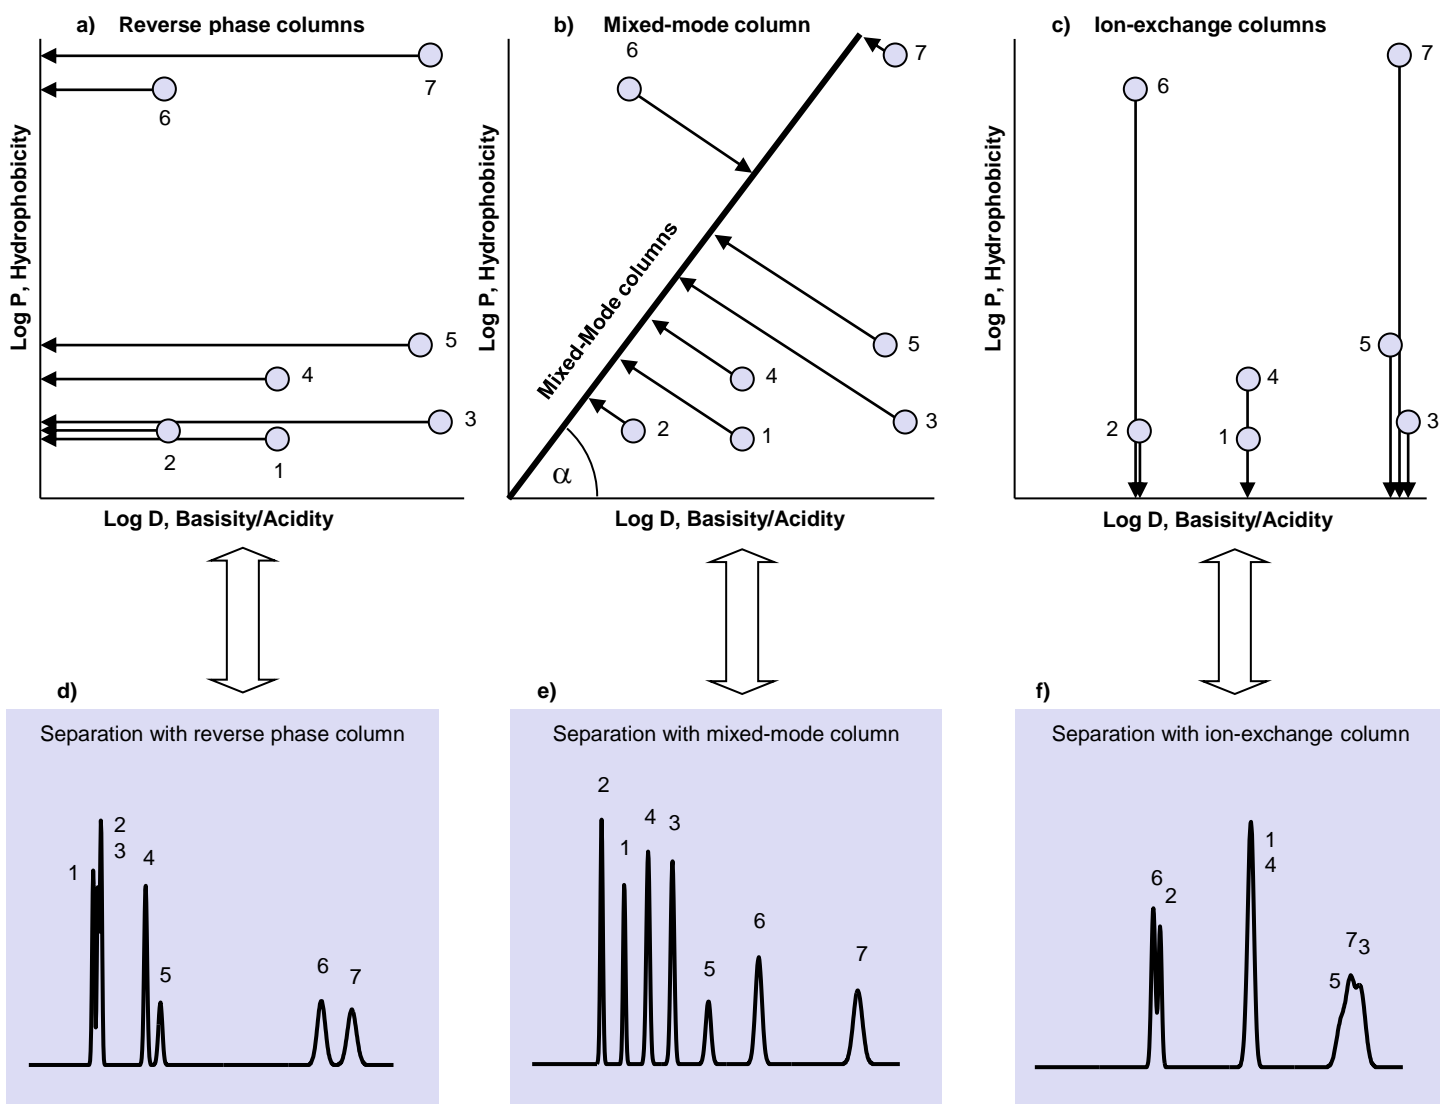 a) Reverse phase columns
Log P, Hydrophobicity
7
6
5
4
3
2
1
Log D, Basisity/Acidity
b) Mixed-mode column
Log P, Hydrophobicity
6
7
Mixed-Mode columns
5
4
3
2
1
α
Log D, Basisity/Acidity
c) Ion-exchange columns
Log P, Hydrophobicity
7
6
5
4
3
2
1
Log D, Basisity/Acidity
d)
Separation with reverse phase column
2
3
1
4
5
6
7
e)
Separation with mixed-mode column
2
1
4
3
5
6
7
f)
Separation with ion-exchange column
6
2
1
4
7
3
5